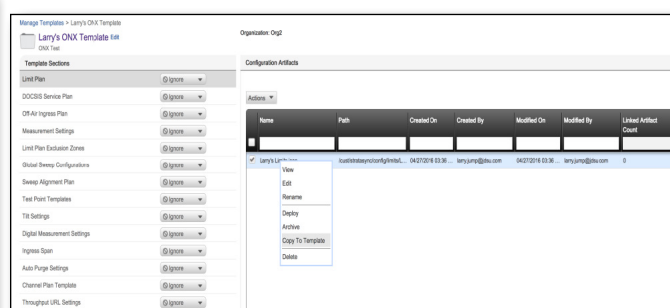 Manage Templates > Larry's ONX Template
Larry's ONX Template Edit
ONX Test
Organization: Org2
Template Sections
Configuration Artifacts
Limit Plan Ignore
DOCSIS Service Plan Ignore
Off-Air Ingress Plan Ignore
Measurement Settings Ignore
Limit Plan Exclusion Zones Ignore
Global Sweep Configurations Ignore
Sweep Alignment Plan Ignore
Test Point Templates Ignore
Tilt Settings Ignore
Digital Measurement Settings Ignore
Ingress Span Ignore
Auto Purge Settings Ignore
Channel Plan Template Ignore
Throughput URL Settings Ignore
Actions
Name Path Created On Created By Modified On Modified By Linked Artifact Count
Larry's /cust/stratasync/config/limits/L... 04/27/2016 03:36 ... larry.jump@jdsu.com 04/27/2016 03:36 ... larry.jump@jdsu.com 0
View
Edit
Rename
Deploy
Archive
Copy To Template
Delete